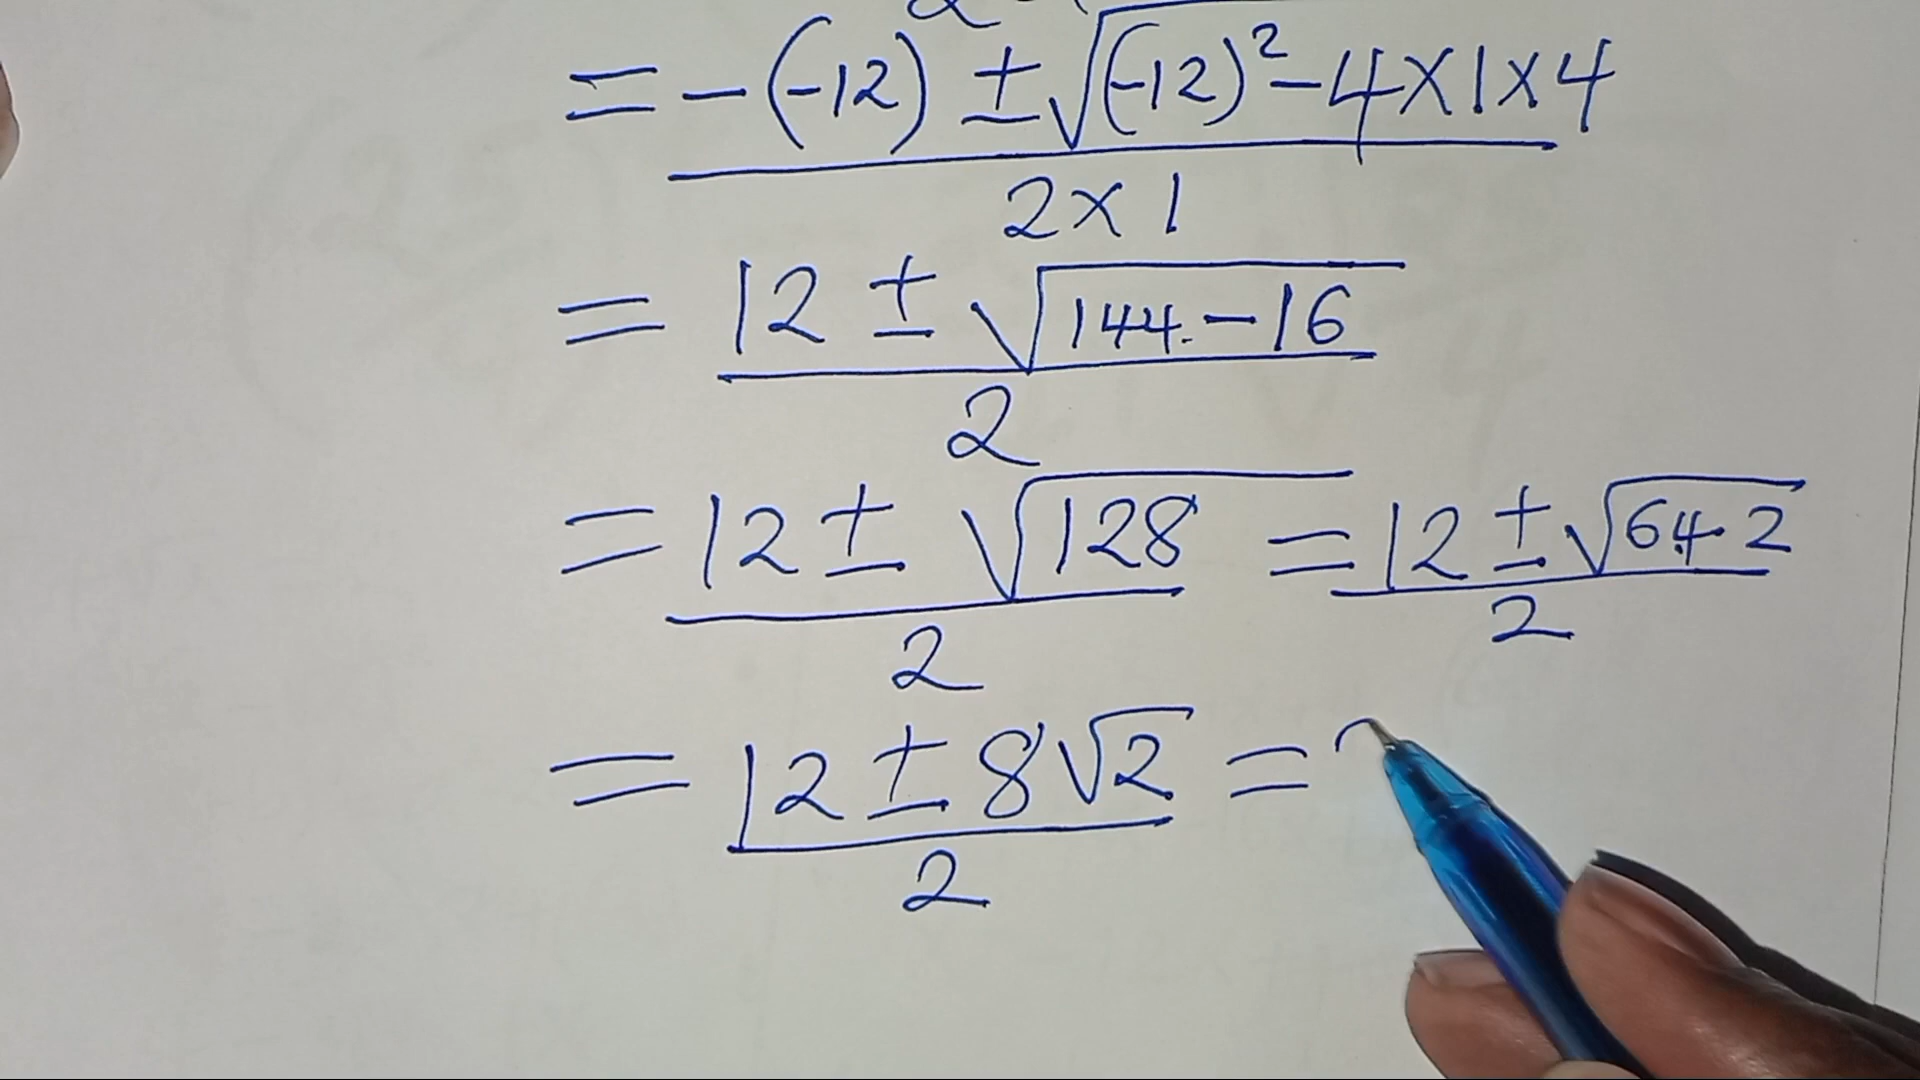 = -(-12) ± √(-12)² - 4×1×4
2×1
= 12 ± √144 - 16
2
= 12 ± √128 = 12 ± √64·2
2 2
= 12 ± 8√2 =
2